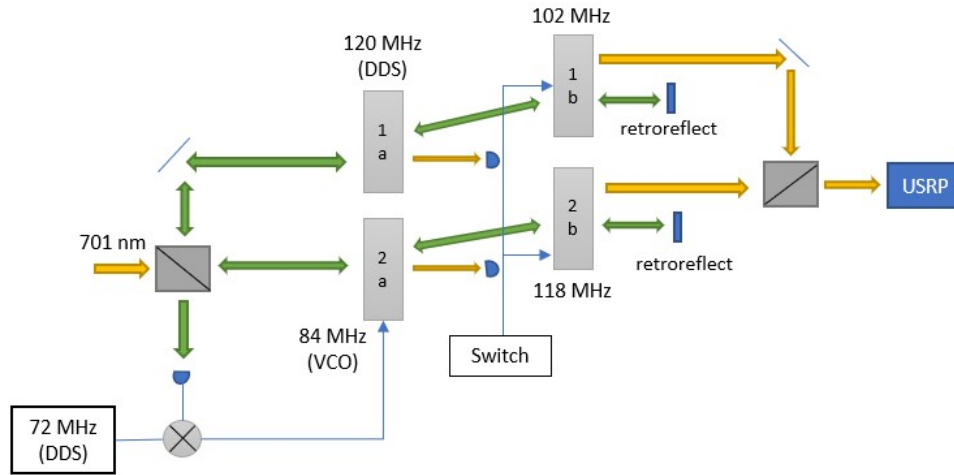 102 MHz
120 MHz
(DDS)
1
b
1
a
retroreflect
USRP
2
b
701 nm
2
a
retroreflect
118 MHz
84 MHz
(VCO)
Switch
72 MHz
(DDS)